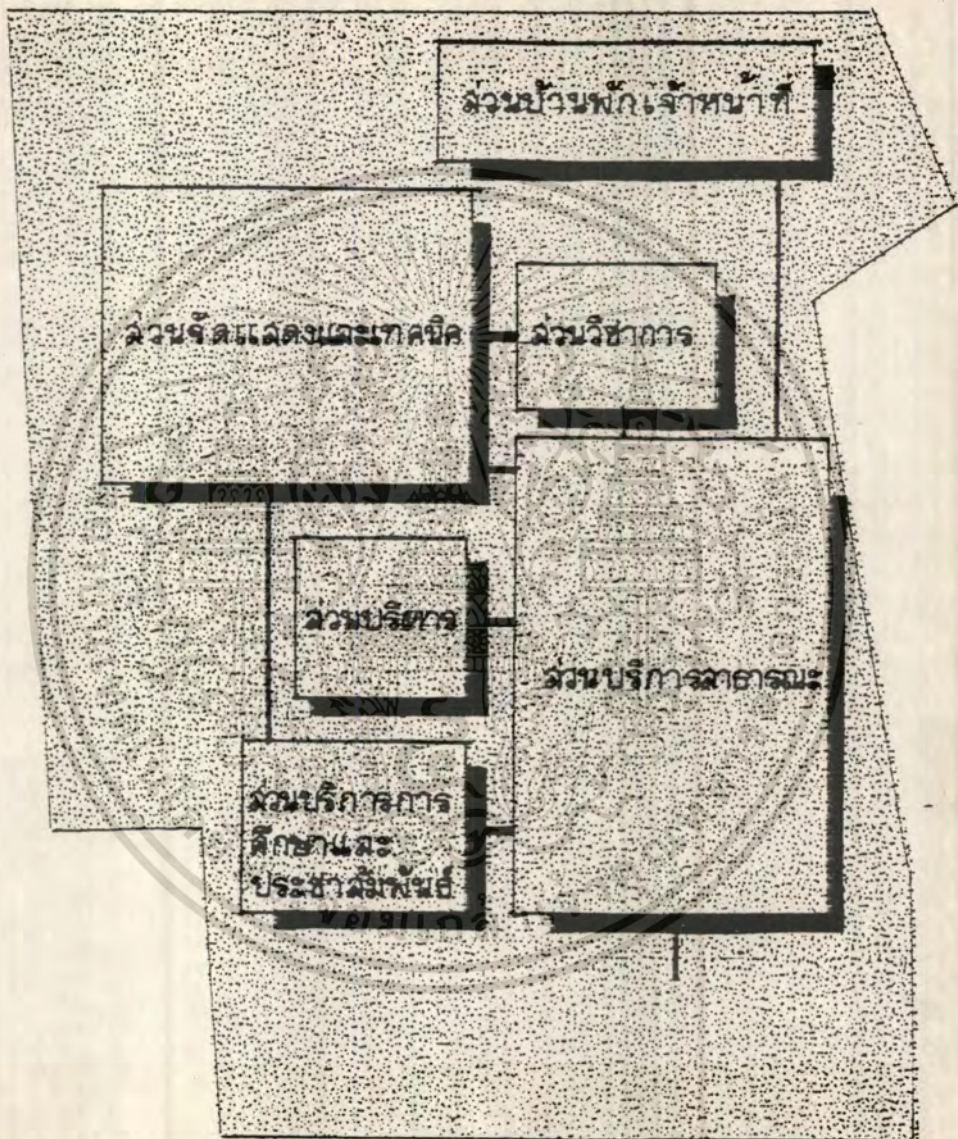 ส่วนบ้านพักเจ้าหน้าที่
ส่วนจัดแสดงและเทคนิค
ส่วนวิชาการ
ส่วนบริหาร
ส่วนบริการสาธารณะ
ส่วนบริการการ
ศึกษาและ
ประชาสัมพันธ์